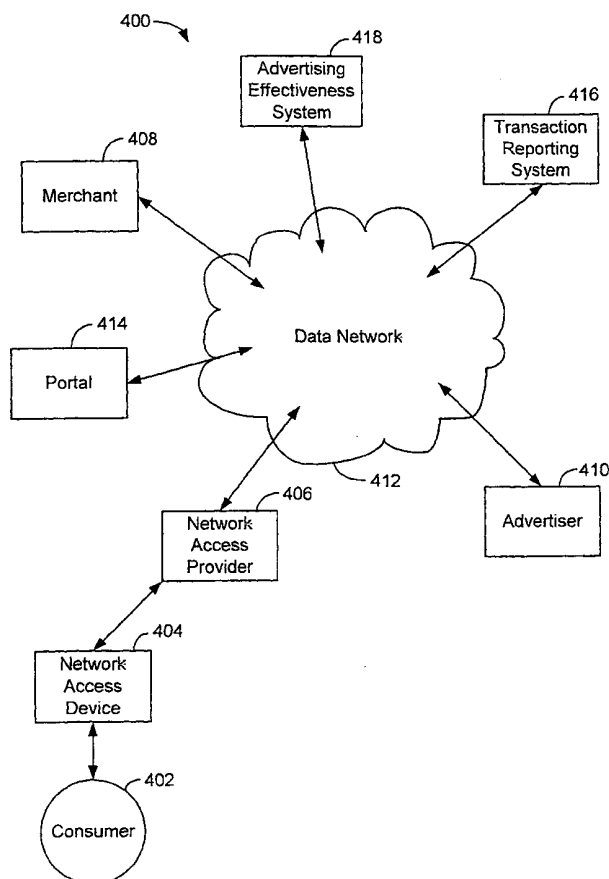 400
418
Advertising
Effectiveness
System
416
Transaction
Reporting
System
408
Merchant
414
Portal
Data Network
412
410
Advertiser
406
Network
Access
Provider
404
Network
Access
Device
402
Consumer